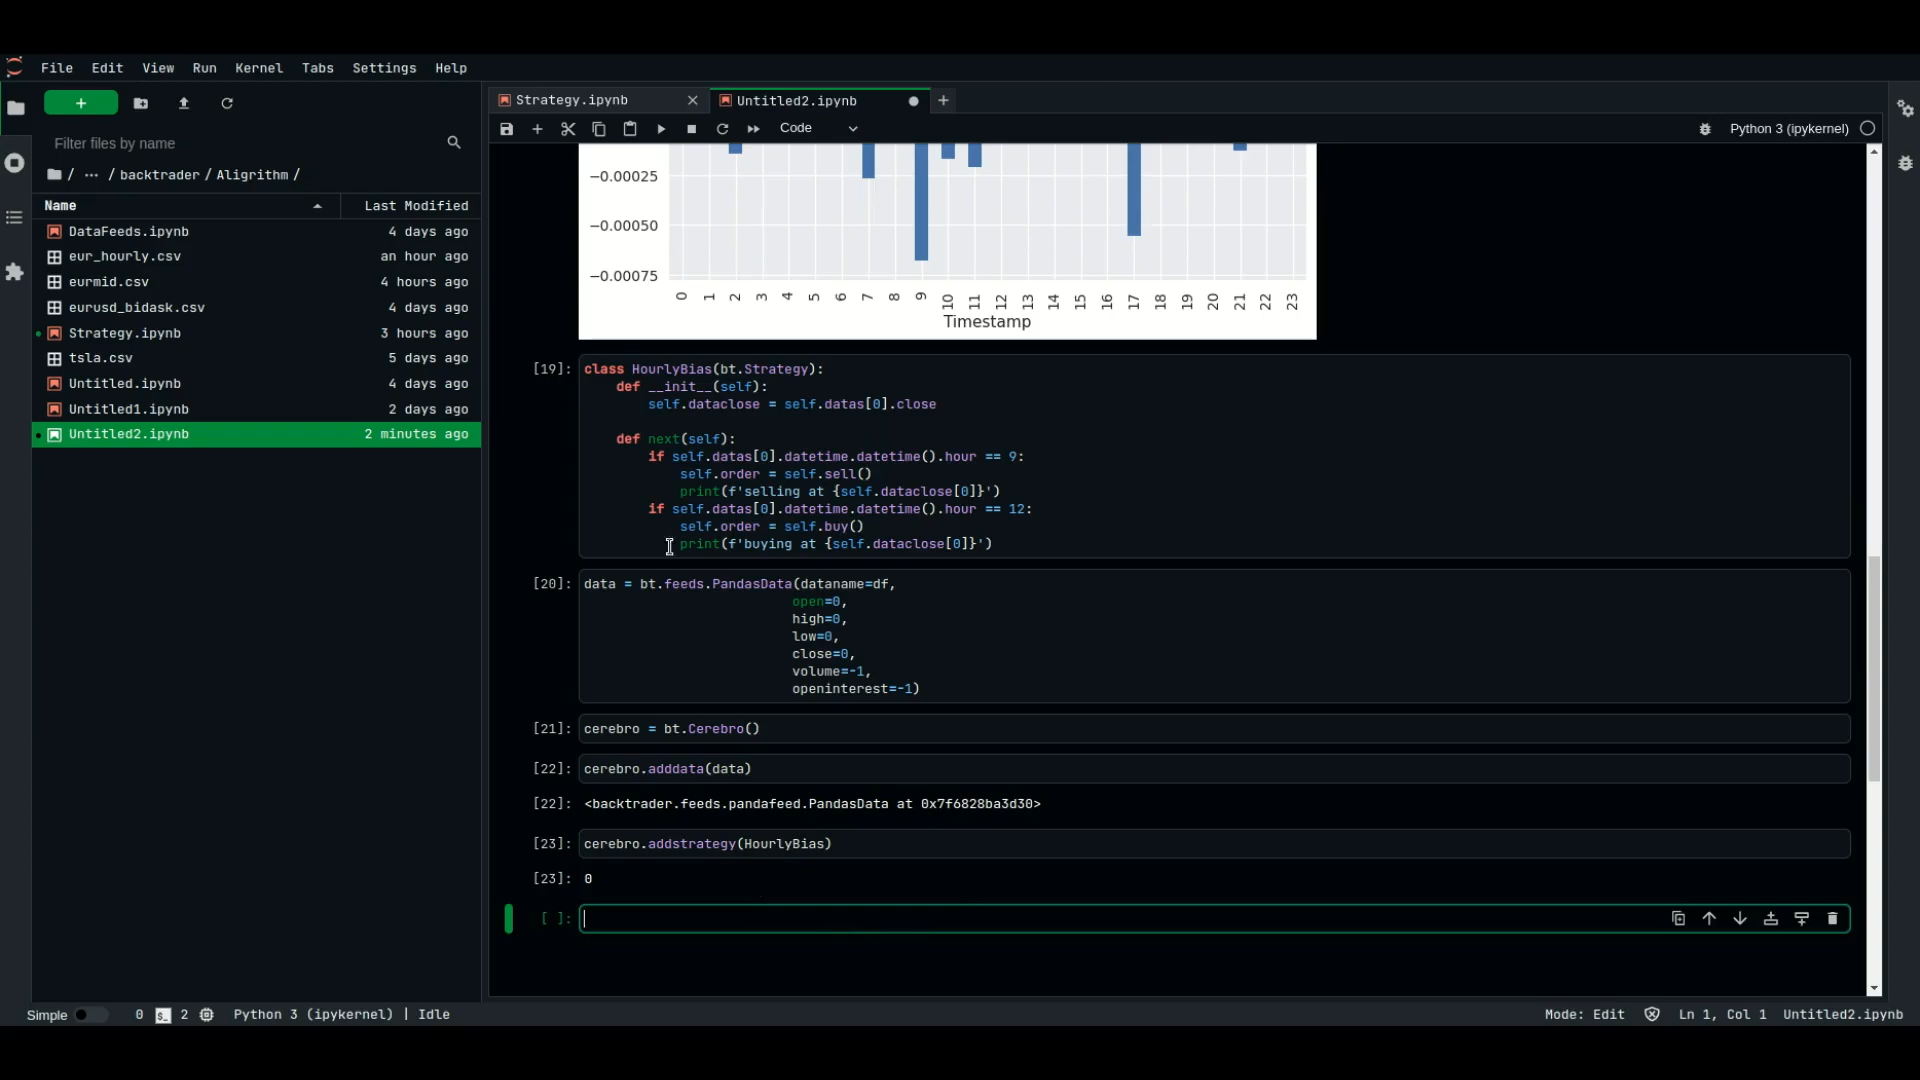 File Edit View Run Kernel Tabs Settings Help
+
Filter files by name
/ ··· / backtrader / Aligrithm /
Name Last Modified
DataFeeds.ipynb 4 days ago
eur_hourly.csv an hour ago
eurmid.csv 4 hours ago
eurusd_bidask.csv 4 days ago
Strategy.ipynb 3 hours ago
tsla.csv 5 days ago
Untitled.ipynb 4 days ago
Untitled1.ipynb 2 days ago
Untitled2.ipynb 2 minutes ago
Strategy.ipynb Untitled2.ipynb
Code Python 3 (ipykernel)
−0.00025
−0.00050
−0.00075
0 1 2 3 4 5 6 7 8 9 10 11 12 13 14 15 16 17 18 19 20 21 22 23
Timestamp
[19]: class HourlyBias(bt.Strategy):
    def __init__(self):
        self.dataclose = self.datas[0].close
    def next(self):
        if self.datas[0].datetime.datetime().hour == 9:
            self.order = self.sell()
            print(f'selling at {self.dataclose[0]}')
        if self.datas[0].datetime.datetime().hour == 12:
            self.order = self.buy()
            print(f'buying at {self.dataclose[0]}')
[20]: data = bt.feeds.PandasData(dataname=df,
                          open=0,
                          high=0,
                          low=0,
                          close=0,
                          volume=-1,
                          openinterest=-1)
[21]: cerebro = bt.Cerebro()
[22]: cerebro.adddata(data)
[22]: <backtrader.feeds.pandafeed.PandasData at 0x7f6828ba3d30>
[23]: cerebro.addstrategy(HourlyBias)
[23]: 0
[ ]:
Simple 0 $_ 2 Python 3 (ipykernel) | Idle Mode: Edit Ln 1, Col 1 Untitled2.ipynb